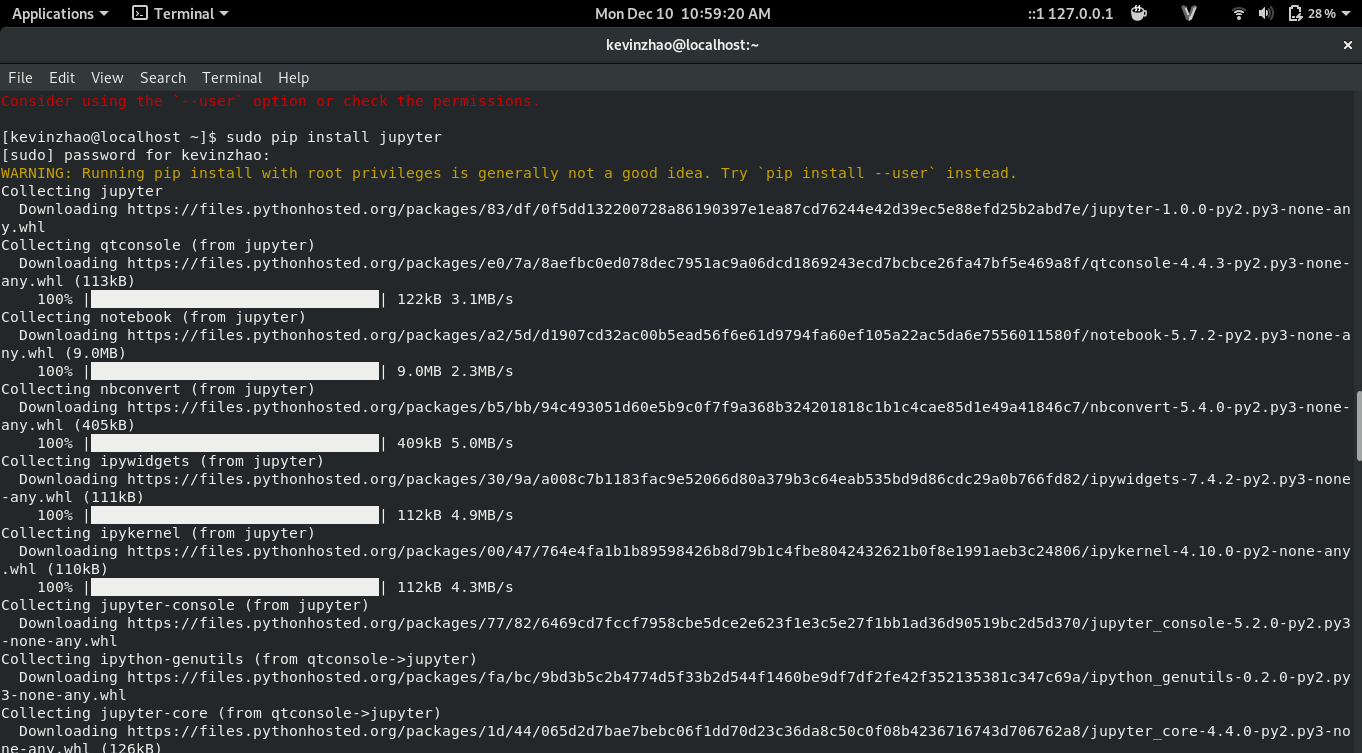 Applications Terminal Mon Dec 10 10:59:20 AM ::1 127.0.0.1 28%
kevinzhao@localhost:~
File Edit View Search Terminal Help
Consider using the `--user` option or check the permissions.
[kevinzhao@localhost ~]$ sudo pip install jupyter
[sudo] password for kevinzhao:
WARNING: Running pip install with root privileges is generally not a good idea. Try `pip install --user` instead.
Collecting jupyter
  Downloading https://files.pythonhosted.org/packages/83/df/0f5dd132200728a86190397e1ea87cd76244e42d39ec5e88efd25b2abd7e/jupyter-1.0.0-py2.py3-none-an
y.whl
Collecting qtconsole (from jupyter)
  Downloading https://files.pythonhosted.org/packages/e0/7a/8aefbc0ed078dec7951ac9a06dcd1869243ecd7bcbce26fa47bf5e469a8f/qtconsole-4.4.3-py2.py3-none-
any.whl (113kB)
    100% || 122kB 3.1MB/s
Collecting notebook (from jupyter)
  Downloading https://files.pythonhosted.org/packages/a2/5d/d1907cd32ac00b5ead56f6e61d9794fa60ef105a22ac5da6e7556011580f/notebook-5.7.2-py2.py3-none-a
ny.whl (9.0MB)
    100% || 9.0MB 2.3MB/s
Collecting nbconvert (from jupyter)
  Downloading https://files.pythonhosted.org/packages/b5/bb/94c493051d60e5b9c0f7f9a368b324201818c1b1c4cae85d1e49a41846c7/nbconvert-5.4.0-py2.py3-none-
any.whl (405kB)
    100% || 409kB 5.0MB/s
Collecting ipywidgets (from jupyter)
  Downloading https://files.pythonhosted.org/packages/30/9a/a008c7b1183fac9e52066d80a379b3c64eab535bd9d86cdc29a0b766fd82/ipywidgets-7.4.2-py2.py3-none
-any.whl (111kB)
    100% || 112kB 4.9MB/s
Collecting ipykernel (from jupyter)
  Downloading https://files.pythonhosted.org/packages/00/47/764e4fa1b1b89598426b8d79b1c4fbe8042432621b0f8e1991aeb3c24806/ipykernel-4.10.0-py2-none-any
.whl (110kB)
    100% || 112kB 4.3MB/s
Collecting jupyter-console (from jupyter)
  Downloading https://files.pythonhosted.org/packages/77/82/6469cd7fccf7958cbe5dce2e623f1e3c5e27f1bb1ad36d90519bc2d5d370/jupyter_console-5.2.0-py2.py3
-none-any.whl
Collecting ipython-genutils (from qtconsole->jupyter)
  Downloading https://files.pythonhosted.org/packages/fa/bc/9bd3b5c2b4774d5f33b2d544f1460be9df7df2fe42f352135381c347c69a/ipython_genutils-0.2.0-py2.py
3-none-any.whl
Collecting jupyter-core (from qtconsole->jupyter)
  Downloading https://files.pythonhosted.org/packages/1d/44/065d2d7bae7bebc06f1dd70d23c36da8c50c0f08b4236716743d706762a8/jupyter_core-4.4.0-py2.py3-no
ne-any.whl (126kB)